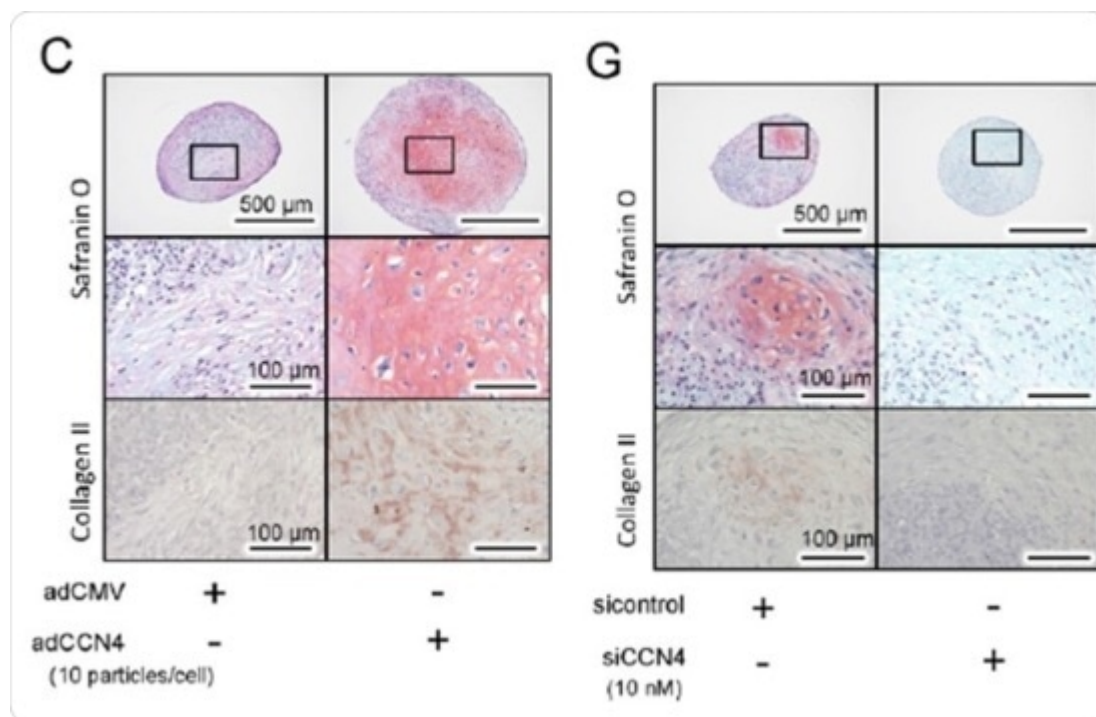 C
Safranin O
500 µm
100 µm
Collagen II
100 µm
adCMV + -
adCCN4 - +
(10 particles/cell)
G
Safranin O
500 µm
100 µm
Collagen II
100 µm
sicontrol + -
siCCN4 - +
(10 nM)